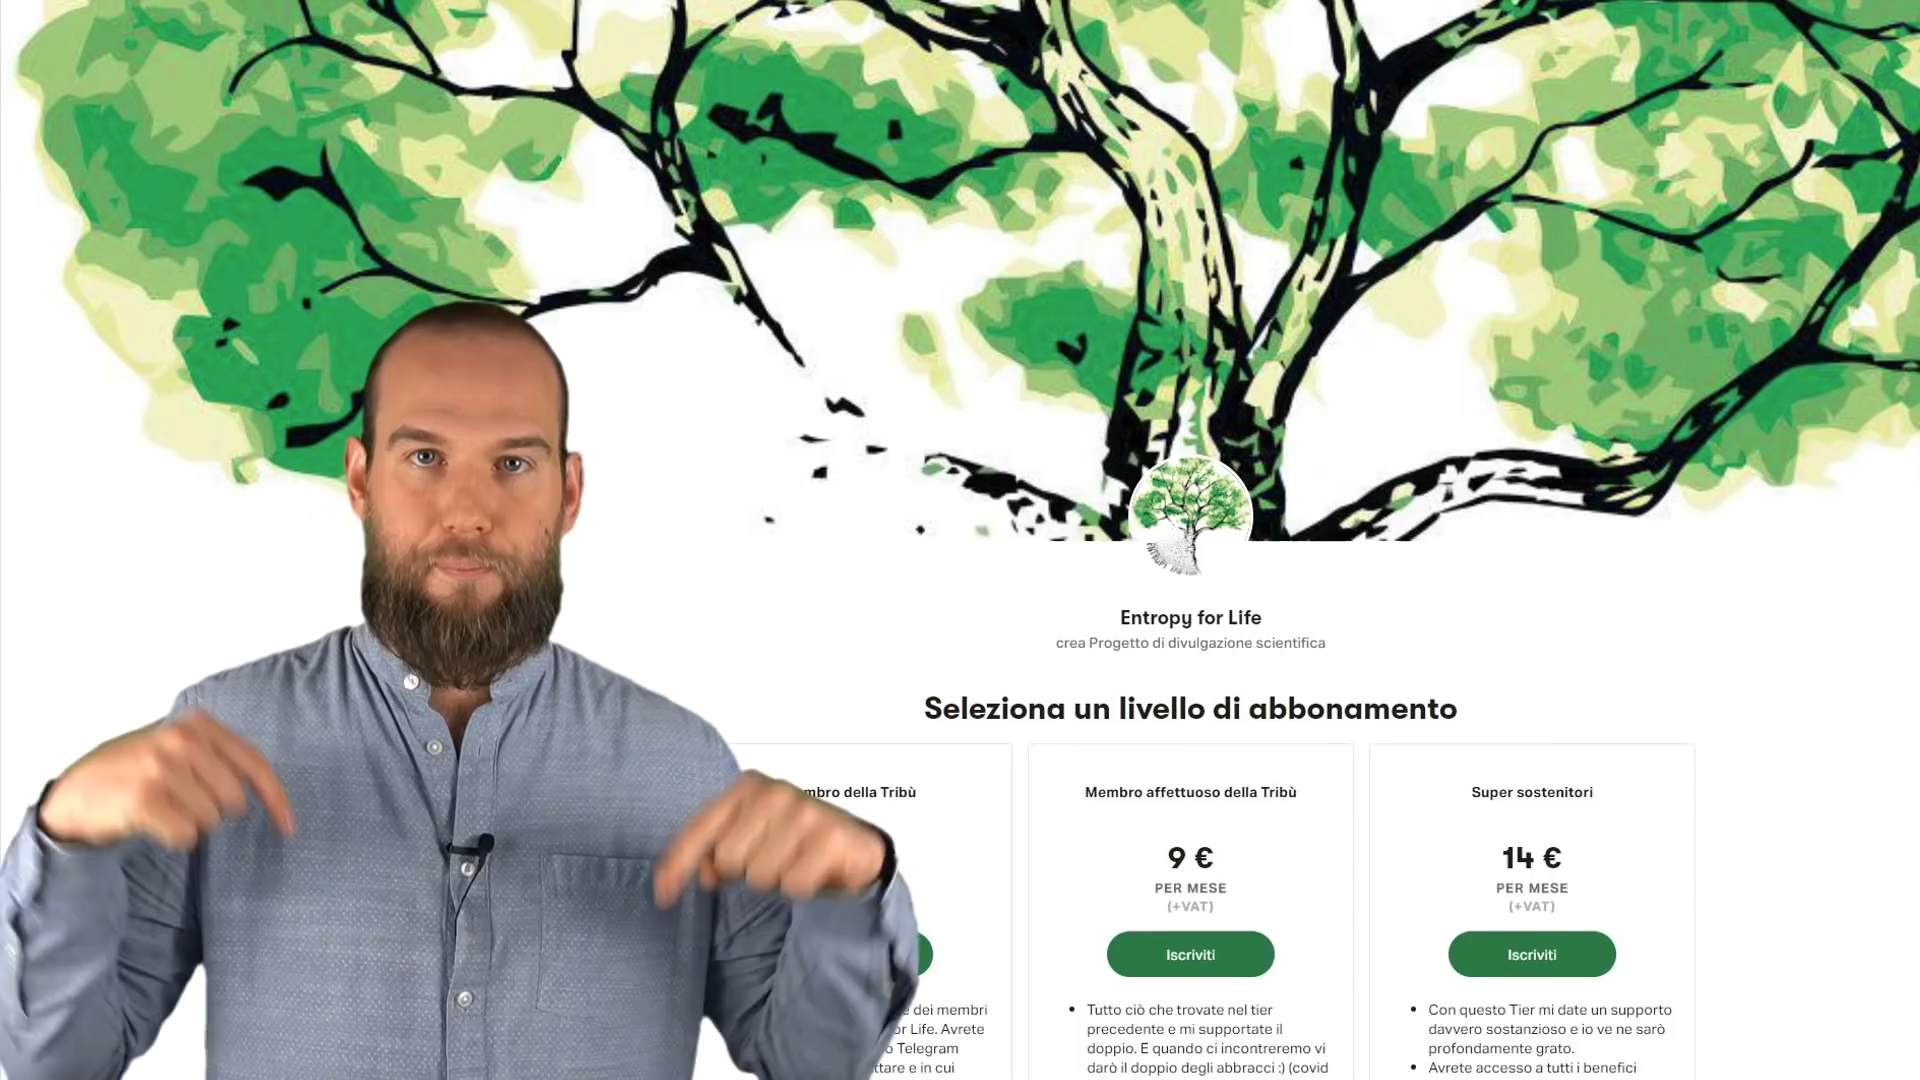 Entropy for Life
crea Progetto di divulgazione scientifica
Seleziona un livello di abbonamento
della Tribù
Membro affettuoso della Tribù
9 €
PER MESE
(+VAT)
Iscriviti
Super sostenitori
14 €
PER MESE
(+VAT)
Iscriviti
dei membri
Life. Avrete
Telegram
e in cui
• Tutto ciò che trovate nel tier
precedente e mi supportate il
doppio. E quando ci incontreremo vi
darò il doppio degli abbracci :) (covid
• Con questo Tier mi date un supporto
davvero sostanzioso e io ve ne sarò
profondamente grato.
• Avrete accesso a tutti i benefici